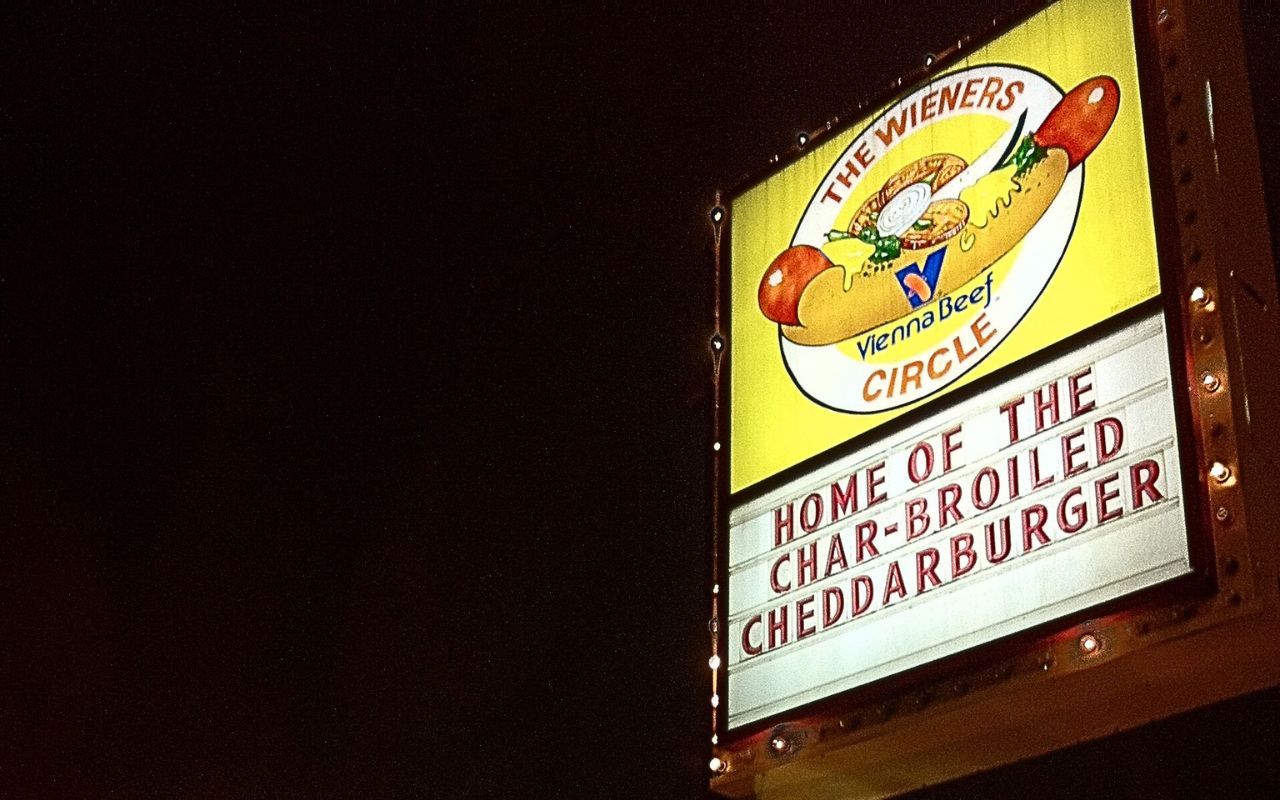 THE WIENERS
Vienna Beef
CIRCLE
HOME OF THE
CHAR-BROILED
CHEDDARBURGER